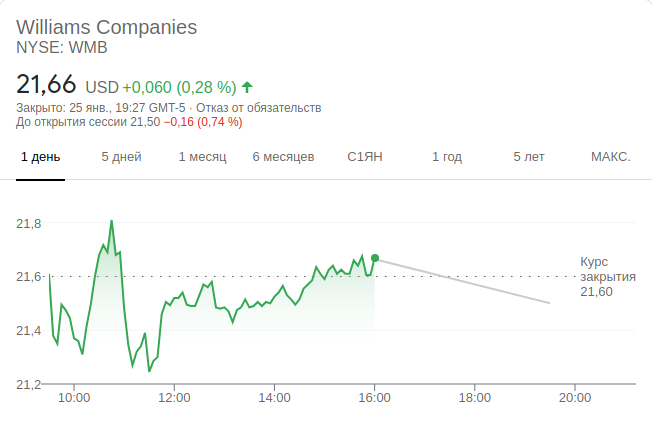 Williams Companies
NYSE: WMB
21,66 USD +0,060 (0,28 %)
Закрыто: 25 янв., 19:27 GMT-5 · Отказ от обязательств
До открытия сессии 21,50 −0,16 (0,74 %)
1 день 5 дней 1 месяц 6 месяцев С1ЯН 1 год 5 лет МАКС.
21,8
21,6
21,4
21,2
Курс
закрытия
21,60
10:00 12:00 14:00 16:00 18:00 20:00